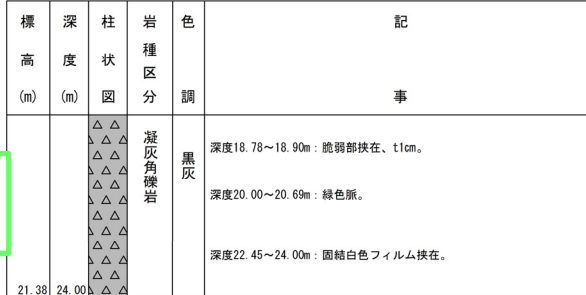 標高(m)
深度(m)
柱状図
岩種区分
色調
記事
凝灰角礫岩
黒灰
深度18.78～18.90m：脆弱部挟在、t1cm。
深度20.00～20.69m：緑色脈。
深度22.45～24.00m：固結白色フィルム挟在。
21.38 24.00